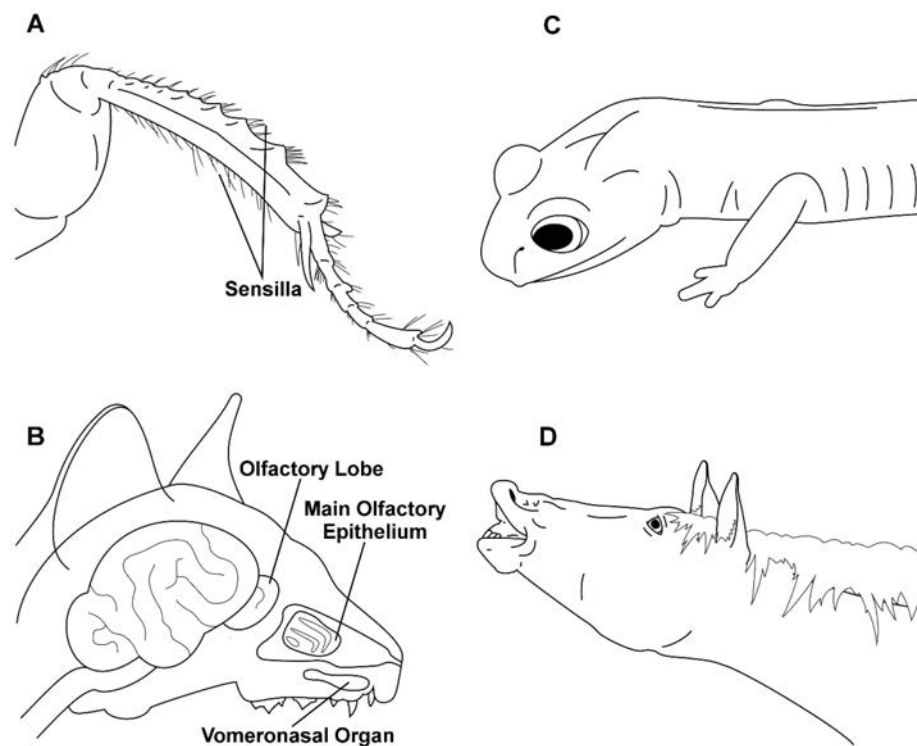 A
C
Sensilla
B
Olfactory Lobe
Main Olfactory
Epithelium
Vomeronasal Organ
D